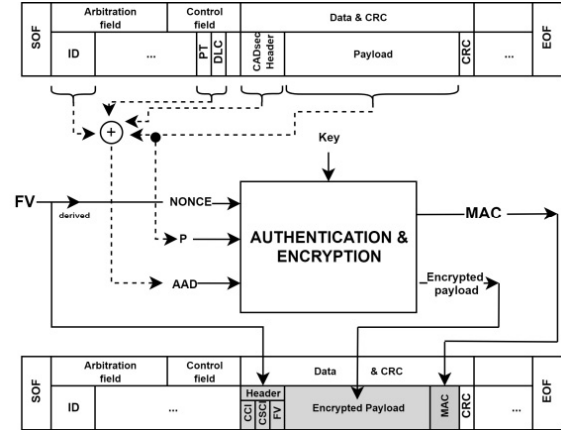 SOF
Arbitration
field
Control
field
Data & CRC
EOF
ID
...
PT
DLC
CADsec
Header
Payload
CRC
...
+
Key
FV
derived
NONCE
P
AAD
AUTHENTICATION &
ENCRYPTION
MAC
Encrypted
payload
SOF
Arbitration
field
Control
field
Data & CRC
EOF
ID
...
Header
CCI
CSCI
FV
Encrypted Payload
MAC
CRC
...